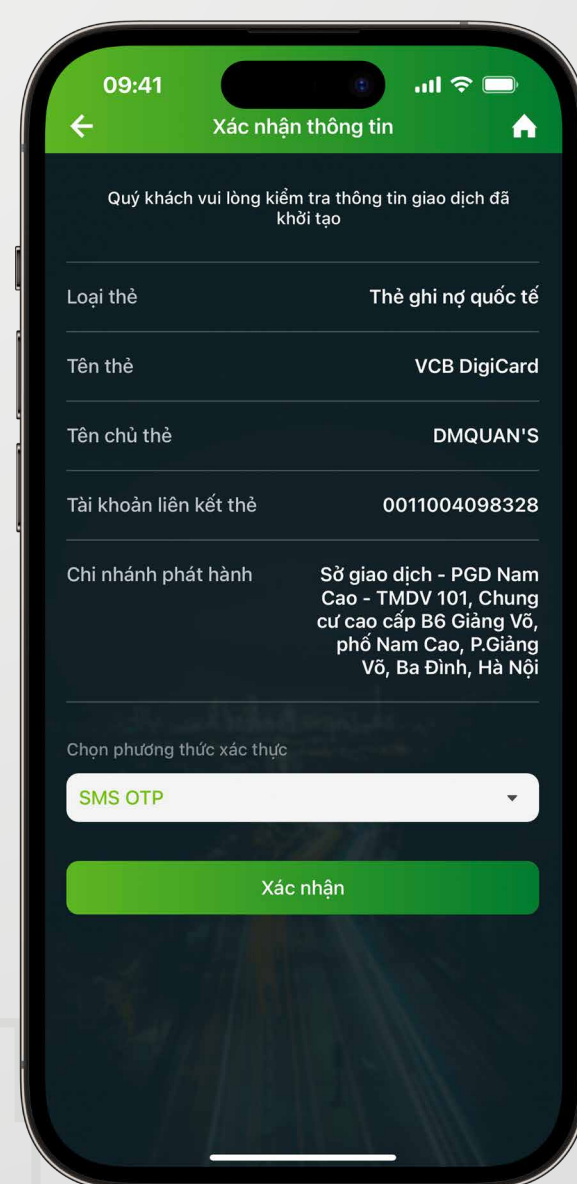 09:41
Xác nhận thông tin
Quý khách vui lòng kiểm tra thông tin giao dịch đã
khởi tạo
Loại thẻ
Thẻ ghi nợ quốc tế
Tên thẻ
VCB DigiCard
Tên chủ thẻ
DMQUAN'S
Tài khoản liên kết thẻ
0011004098328
Chi nhánh phát hành
Sở giao dịch - PGD Nam
Cao - TMDV 101, Chung
cư cao cấp B6 Giảng Võ,
phố Nam Cao, P.Giảng
Võ, Ba Đình, Hà Nội
Chọn phương thức xác thực
SMS OTP
Xác nhận